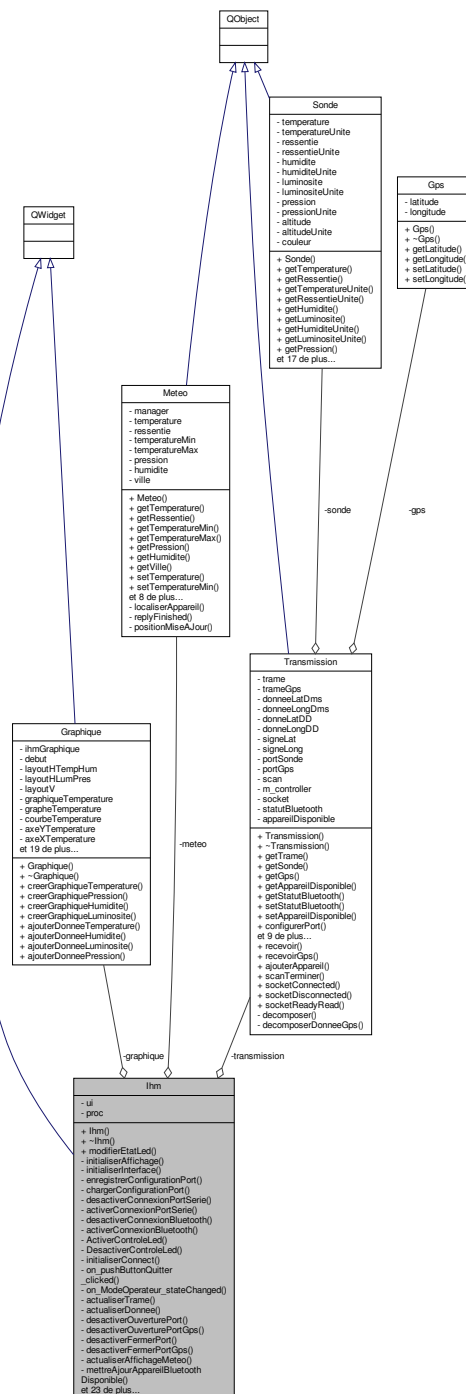 QObject
Sonde
- temperature
- temperatureUnite
- ressentie
- ressentieUnite
- humidite
- humiditeUnite
- luminosite
- luminositeUnite
- pression
- pressionUnite
- altitude
- altitudeUnite
- couleur
+ Sonde()
+ getTemperature()
+ getRessentie()
+ getTemperatureUnite()
+ getRessentieUnite()
+ getHumidite()
+ getLuminosite()
+ getHumiditeUnite()
+ getLuminositeUnite()
+ getPression()
et 17 de plus...
Gps
- latitude
- longitude
+ Gps()
+ ~Gps()
+ getLatitude()
+ getLongitude()
+ setLatitude()
+ setLongitude()
QWidget
Meteo
- manager
- temperature
- ressentie
- temperatureMin
- temperatureMax
- pression
- humidite
- ville
+ Meteo()
+ getTemperature()
+ getRessentie()
+ getTemperatureMin()
+ getTemperatureMax()
+ getPression()
+ getHumidite()
+ getVille()
+ setTemperature()
+ setTemperatureMin()
et 8 de plus...
- localiserAppareil()
- replyFinished()
- positionMiseAJour()
-sonde
-gps
Transmission
- trame
- trameGps
- donneeLatDms
- donneeLongDms
- donneLatDD
- donneLongDD
- signeLat
- signeLong
- portSonde
- portGps
- scan
- m_controller
- socket
- statutBluetooth
- appareilDisponible
+ Transmission()
+ ~Transmission()
+ getTrame()
+ getSonde()
+ getGps()
+ getAppareilDisponible()
+ getStatutBluetooth()
+ setStatutBluetooth()
+ setAppareilDisponible()
+ configurerPort()
et 9 de plus...
+ recevoir()
+ recevoirGps()
+ ajouterAppareil()
+ scanTerminer()
+ socketConnected()
+ socketDisconnected()
+ socketReadyRead()
- decomposer()
- decomposerDonneeGps()
Graphique
- ihmGraphique
- debut
- layoutHTempHum
- layoutHLumPres
- layoutV
- graphiqueTemperature
- grapheTemperature
- courbeTemperature
- axeYTemperature
- axeXTemperature
et 19 de plus...
+ Graphique()
+ ~Graphique()
+ creerGraphiqueTemperature()
+ creerGraphiquePression()
+ creerGraphiqueHumidite()
+ creerGraphiqueLuminosite()
+ ajouterDonneeTemperature()
+ ajouterDonneeHumidite()
+ ajouterDonneeLuminosite()
+ ajouterDonneePression()
-meteo
-graphique
-transmission
Ihm
- ui
- proc
+ Ihm()
+ ~Ihm()
+ modifierEtatLed()
- initialiserAffichage()
- initialiserInterface()
- enregistrerConfigurationPort()
- chargerConfigurationPort()
- desactiverConnexionPortSerie()
- activerConnexionPortSerie()
- desactiverConnexionBluetooth()
- activerConnexionBluetooth()
- ActiverControleLed()
- DesactiverControleLed()
- initialiserConnect()
- on_pushButtonQuitter
_clicked()
- on_ModeOperateur_stateChanged()
- actualiserTrame()
- actualiserDonnee()
- desactiverOuverturePort()
- desactiverOuverturePortGps()
- desactiverFermerPort()
- desactiverFermerPortGps()
- actualiserAffichageMeteo()
- mettreAjourAppareilBluetooth
Disponible()
et 23 de plus...